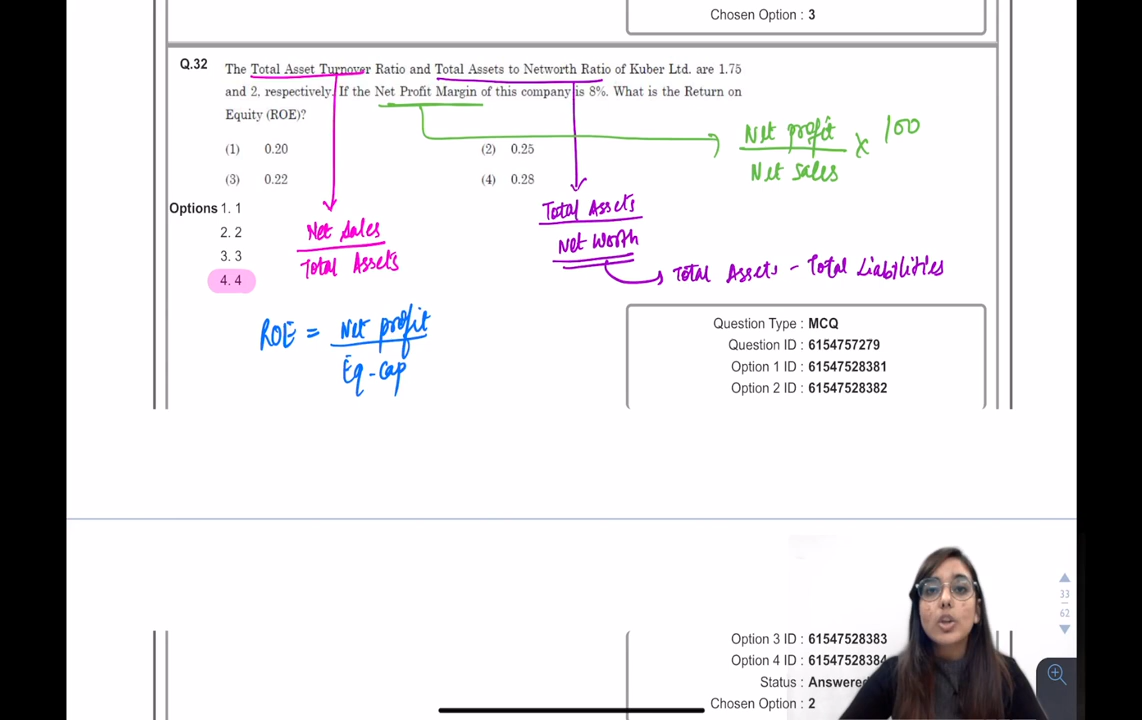 Chosen Option : 3
Q.32 The Total Asset Turnover Ratio and Total Assets to Networth Ratio of Kuber Ltd. are 1.75
and 2, respectively. If the Net Profit Margin of this company is 8%. What is the Return on
Equity (ROE)?
(1) 0.20 (2) 0.25
(3) 0.22 (4) 0.28
Net profit
Net sales
× 100
Options 1. 1
2. 2
3. 3
4. 4
Net Sales
Total Assets
Total Assets
Net Worth
Total Assets - Total Liabilities
ROE = Net profit
Eq-cap
Question Type : MCQ
Question ID : 6154757279
Option 1 ID : 61547528381
Option 2 ID : 61547528382
33
62
Option 3 ID : 61547528383
Option 4 ID : 61547528384
Status : Answered
Chosen Option : 2